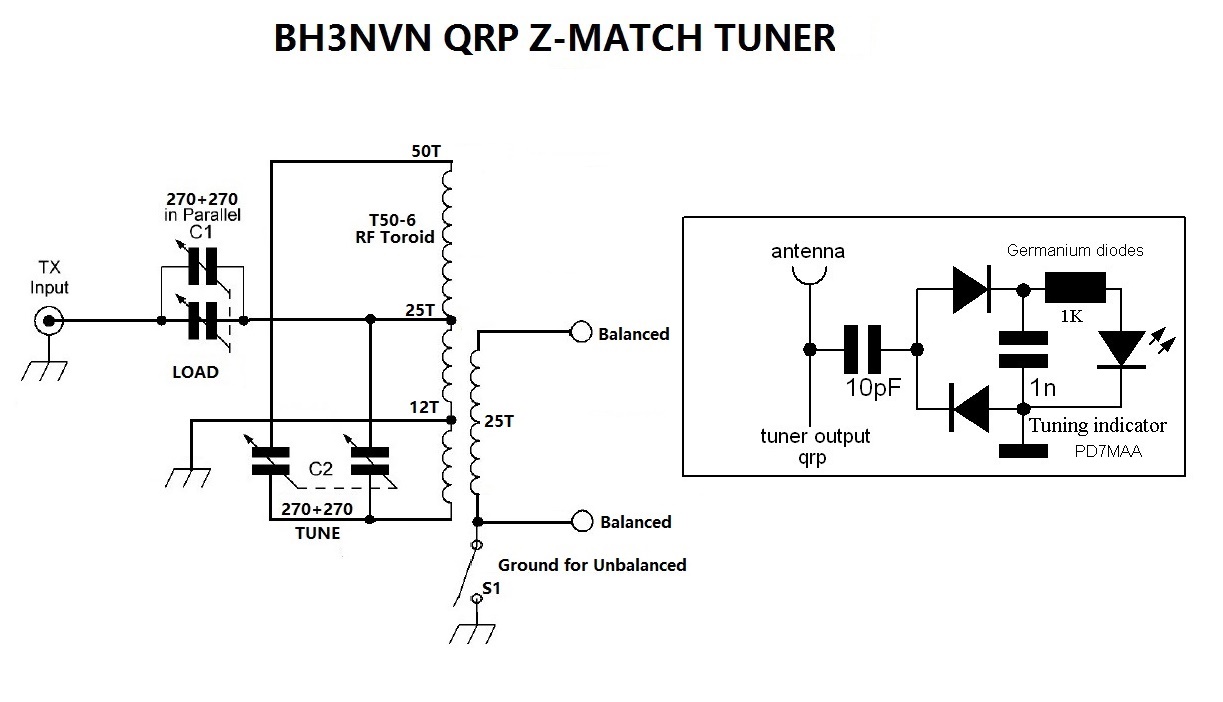 BH3NVN QRP Z-MATCH TUNER
50T
270+270
in Parallel
C1
T50-6
RF Toroid
TX
Input
25T
LOAD
12T
25T
Balanced
C2
270+270
TUNE
Balanced
Ground for Unbalanced
S1
antenna
Germanium diodes
1K
10pF
1n
tuner output
qrp
Tuning indicator
PD7MAA